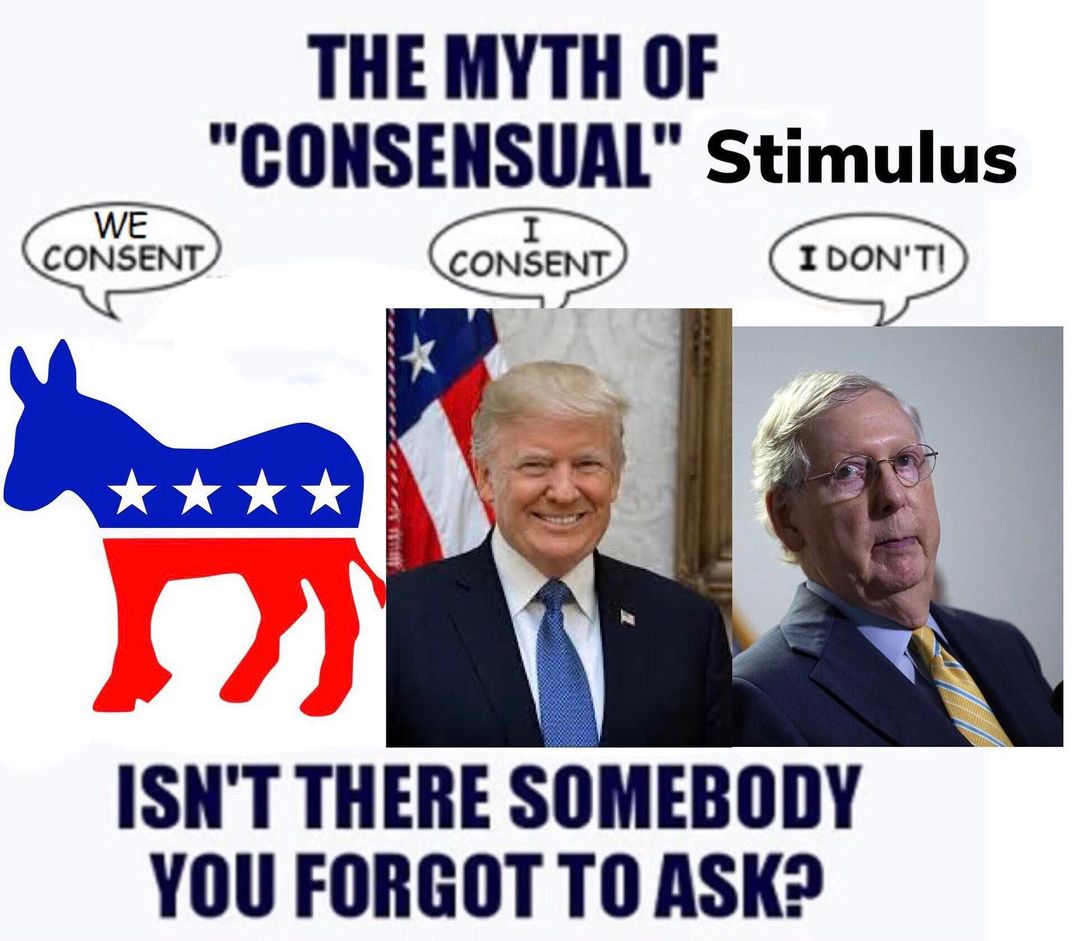 THE MYTH OF
"CONSENSUAL" Stimulus
WE
CONSENT
I
CONSENT
I DON'T!
ISN'T THERE SOMEBODY
YOU FORGOT TO ASK?